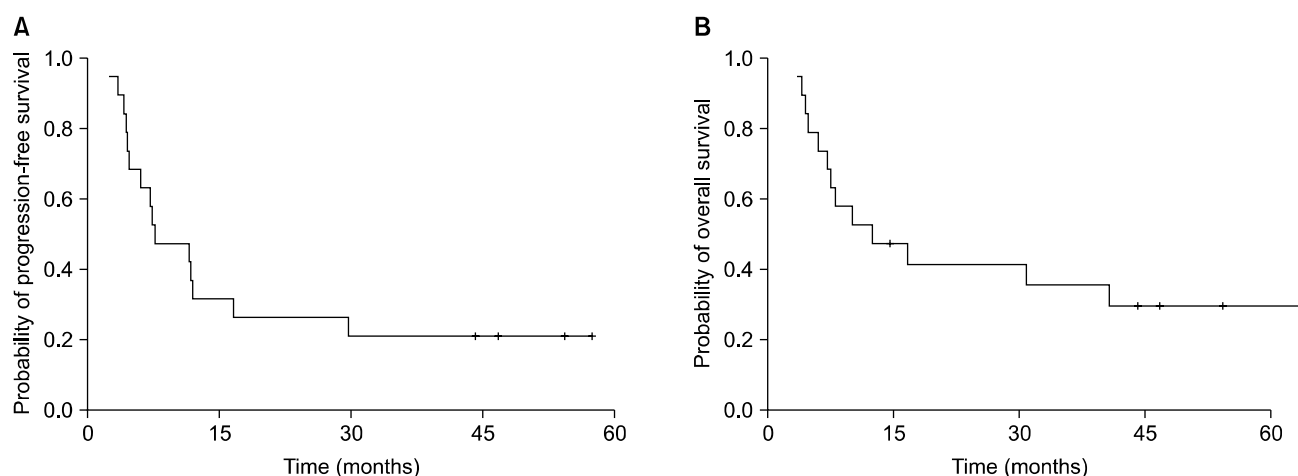 A
Probability of progression-free survival
1.0
0.8
0.6
0.4
0.2
0.0
0 15 30 45 60
Time (months)
B
Probability of overall survival
1.0
0.8
0.6
0.4
0.2
0.0
0 15 30 45 60
Time (months)